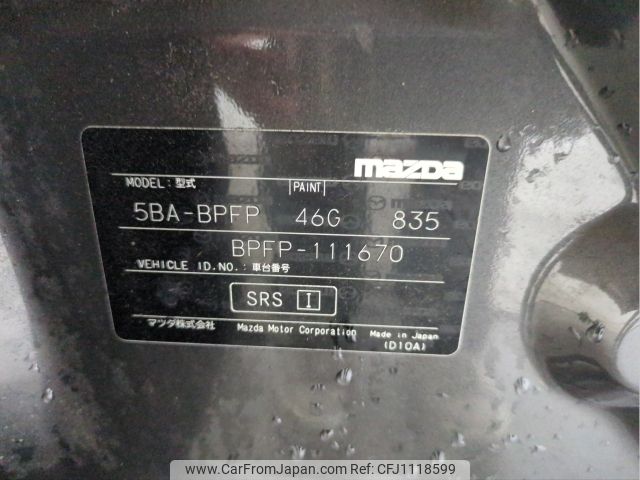 mazda
MODEL: 型式 |PAINT|
5BA-BPFP 46G 835
BPFP-111670
VEHICLE ID.NO.: 車台番号
SRS I
マツダ株式会社 Mazda Motor Corporation Made in Japan
(D10A)
www.CarFromJapan.com CFJ1118599